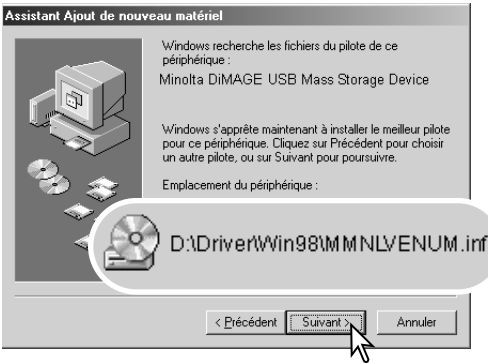 Assistant Ajout de nouveau matériel
Windows recherche les fichiers du pilote de ce
périphérique :
Minolta DiMAGE USB Mass Storage Device
Windows s'apprête maintenant à installer le meilleur pilote
pour ce périphérique. Cliquez sur Précédent pour choisir
un autre pilote, ou sur Suivant pour poursuivre.
Emplacement du périphérique :
D:\Driver\Win98\MMNLVENUM.inf
< Précédent
Suivant >
Annuler